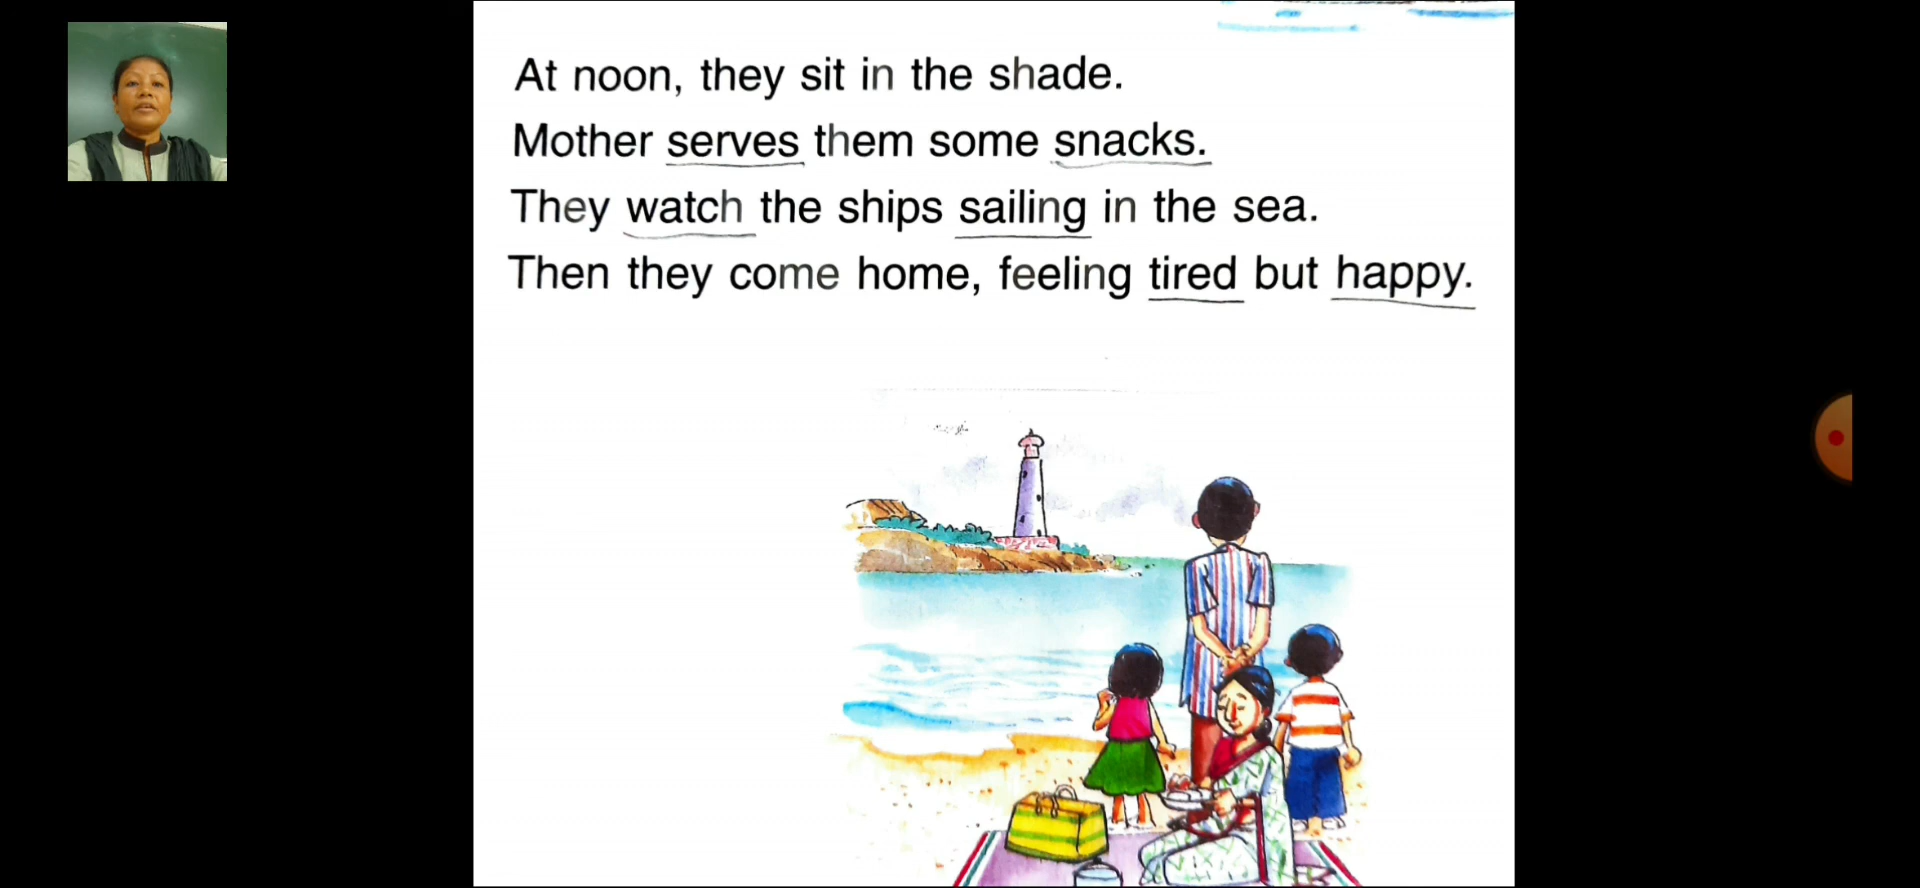 At noon, they sit in the shade.
Mother serves them some snacks.
They watch the ships sailing in the sea.
Then they come home, feeling tired but happy.